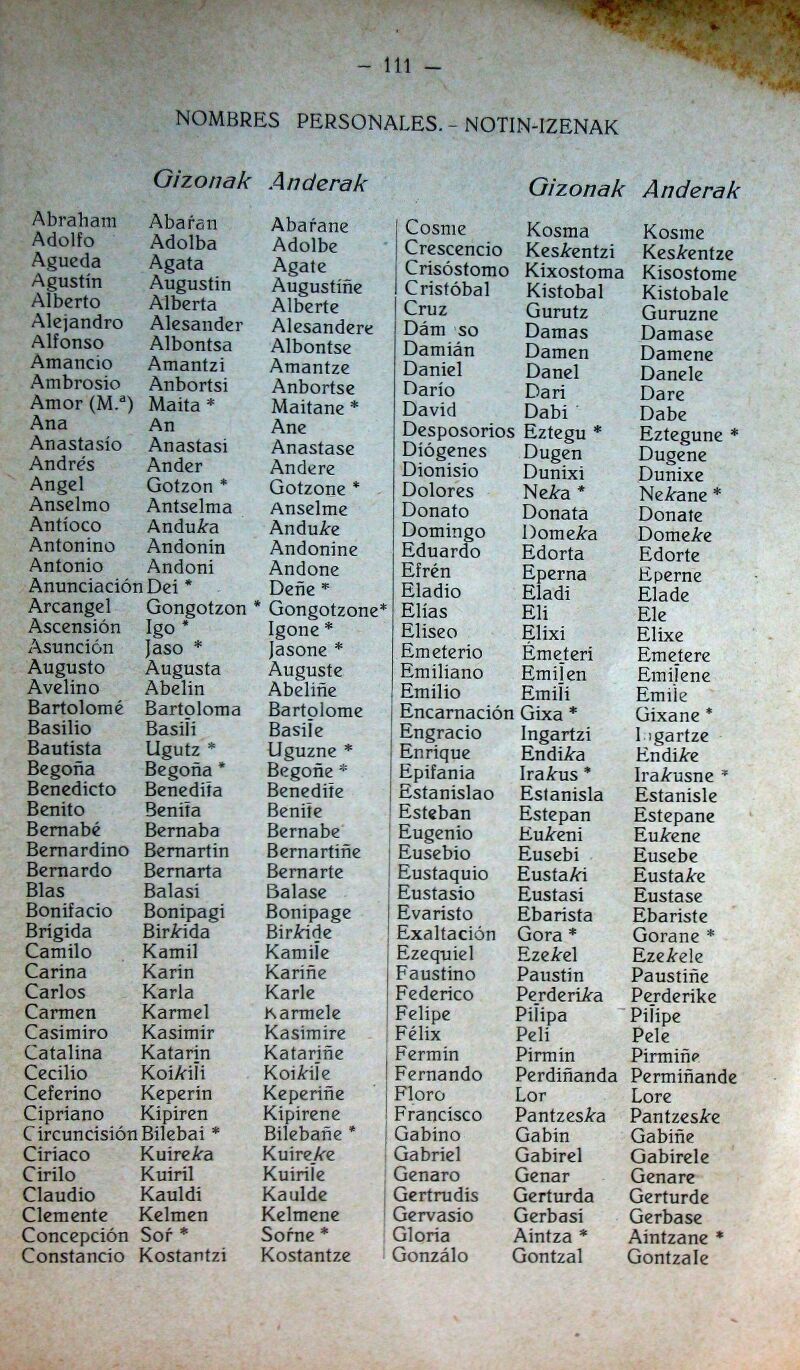 – 111 –
NOMBRES PERSONALES. - NOTIN-IZENAK
Gizonak Anderak
Abraham Abaŕan Abaŕane
Adolfo Adolba Adolbe
Agueda Agata Agate
Agustín Augustin Augustiñe
Alberto Alberta Alberte
Alejandro Alesander Alesandere
Alfonso Albontsa Albontse
Amancio Amantzi Amantze
Ambrosio Anbortsi Anbortse
Amor (M.ª) Maita * Maitane *
Ana An Ane
Anastasio Anastasi Anastase
Andrés Ander Andere
Angel Gotzon * Gotzone *
Anselmo Antselma Anselme
Antíoco Anduka Anduke
Antonino Andonin Andonine
Antonio Andoni Andone
Anunciación Dei * Deñe *
Arcangel Gongotzon * Gongotzone*
Ascensión Igo * Igone *
Asunción Jaso * Jasone *
Augusto Augusta Auguste
Avelino Abelin Abeliñe
Bartolomé Bartoloma Bartolome
Basilio Basili Basile
Bautista Ugutz * Uguzne *
Begoña Begoña * Begoñe *
Benedicto Benedita Benedite
Benito Benita Benite
Bernabé Bernaba Bernabe
Bernardino Bernartin Bernartiñe
Bernardo Bernarta Bernarte
Blas Balasi Balase
Bonifacio Bonipagi Bonipage
Brígida Birkida Birkide
Camilo Kamil Kamile
Carina Karin Kariñe
Carlos Karla Karle
Carmen Karmel Karmele
Casimiro Kasimir Kasimire
Catalina Katarin Katariñe
Cecilio Koikili Koikile
Ceferino Keperin Keperiñe
Cipriano Kipiren Kipirene
Circuncisión Bilebai * Bilebañe *
Ciriaco Kuireka Kuireke
Cirilo Kuiril Kuirile
Claudio Kauldi Kaulde
Clemente Kelmen Kelmene
Concepción Soŕ * Soŕne *
Constancio Kostantzi Kostantze
Gizonak Anderak
Cosme Kosma Kosme
Crescencio Keskentzi Keskentze
Crisóstomo Kixostoma Kisostome
Cristóbal Kistobal Kistobale
Cruz Gurutz Guruzne
Dám so Damas Damase
Damián Damen Damene
Daniel Danel Danele
Darío Dari Dare
David Dabi Dabe
Desposorios Eztegu * Eztegune *
Diógenes Dugen Dugene
Dionisio Dunixi Dunixe
Dolores Neka * Nekane *
Donato Donata Donate
Domingo Domeka Domeke
Eduardo Edorta Edorte
Efrén Eperna Eperne
Eladio Eladi Elade
Elías Eli Ele
Eliseo Elixi Elixe
Emeterio Emeteri Emetere
Emiliano Emilen Emilene
Emilio Emili Emile
Encarnación Gixa * Gixane *
Engracio Ingartzi Ingartze
Enrique Endika Endike
Epifania Irakus * Irakusne *
Estanislao Estanisla Estanisle
Esteban Estepan Estepane
Eugenio Eukeni Eukene
Eusebio Eusebi Eusebe
Eustaquio Eustaki Eustake
Eustasio Eustasi Eustase
Evaristo Ebarista Ebariste
Exaltación Gora * Gorane *
Ezequiel Ezekel Ezekele
Faustino Paustin Paustiñe
Federico Perderika Perderike
Felipe Pilipa Pilipe
Félix Peli Pele
Fermín Pirmin Pirmiñe
Fernando Perdiñanda Permiñande
Floro Lor Lore
Francisco Pantzeska Pantzeske
Gabino Gabin Gabiñe
Gabriel Gabirel Gabirele
Genaro Genar Genare
Gertrudis Gerturda Gerturde
Gervasio Gerbasi Gerbase
Gloria Aintza * Aintzane *
Gonzálo Gontzal Gontzale